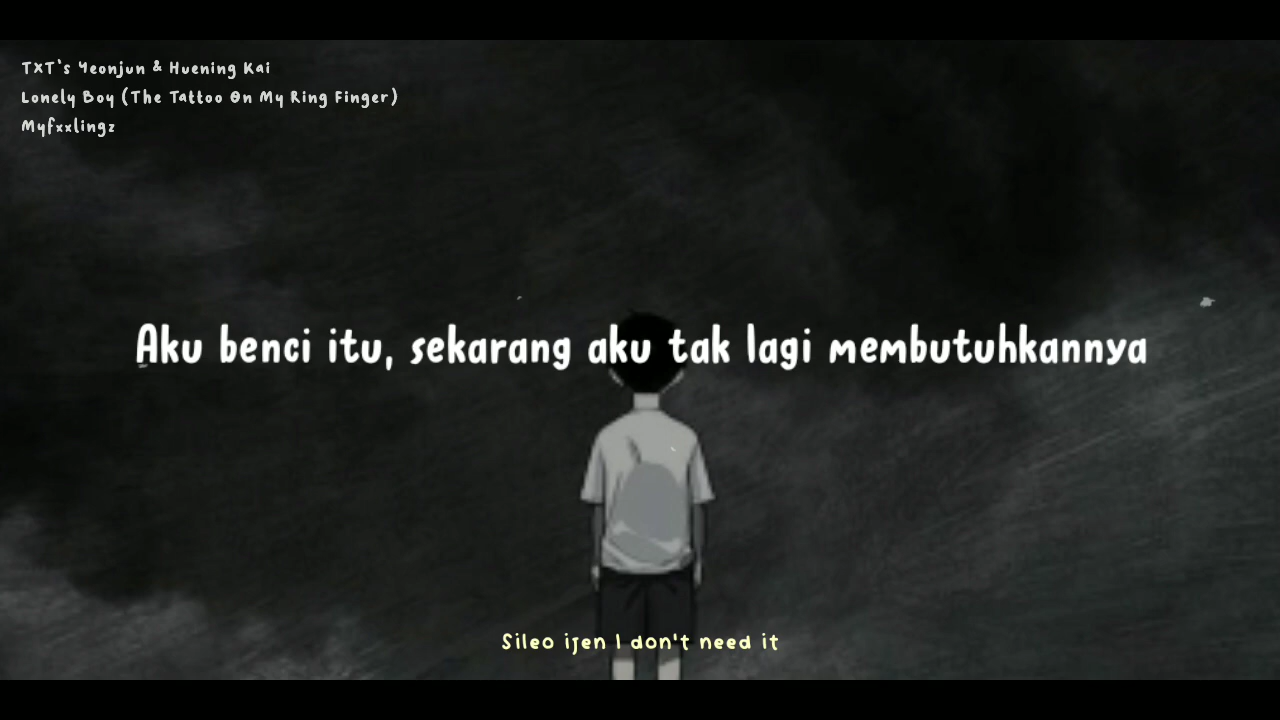 TXT's Yeonjun & Huening Kai
Lonely Boy (The Tattoo On My Ring Finger)
Myfxxlingz
Aku benci itu, sekarang aku tak lagi membutuhkannya
Sileo ijen I don't need it